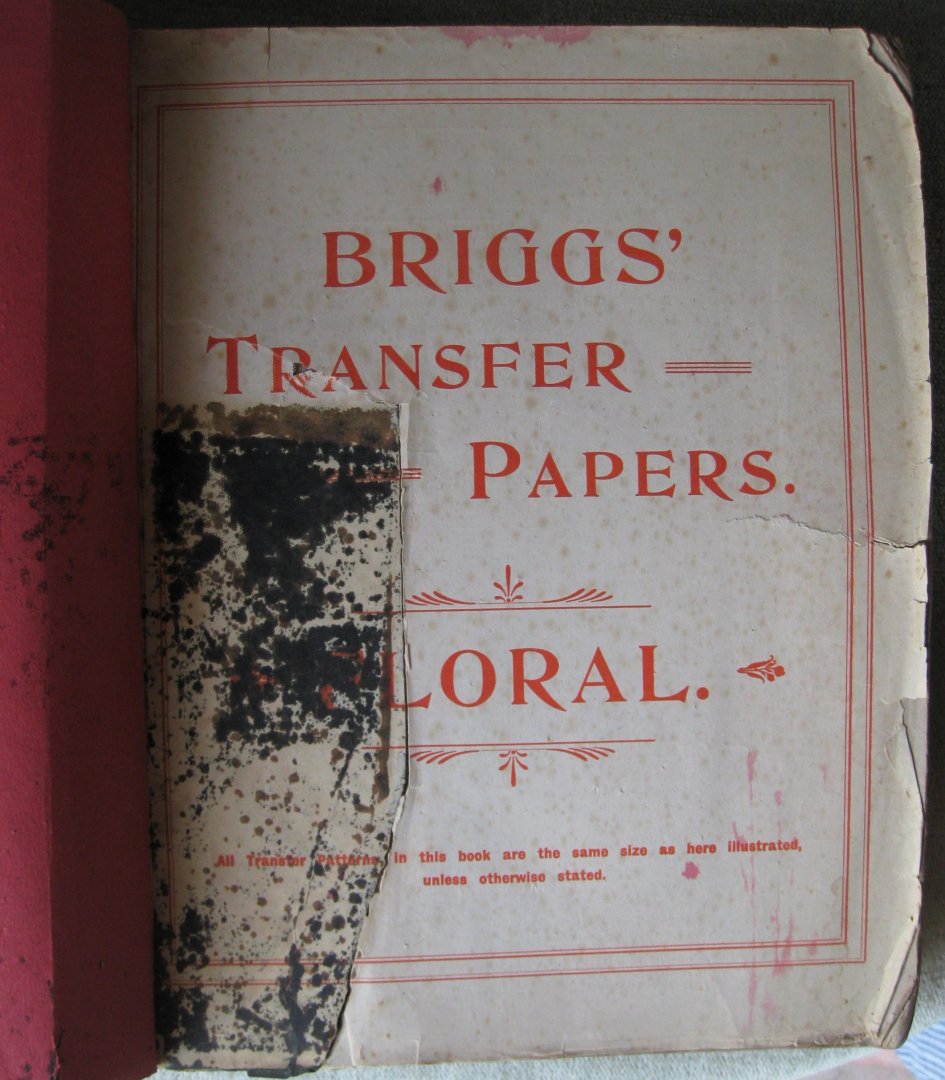 BRIGGS'
TRANSFER
PAPERS.
FLORAL.
All Transfer Patterns in this book are the same size as here illustrated,
unless otherwise stated.